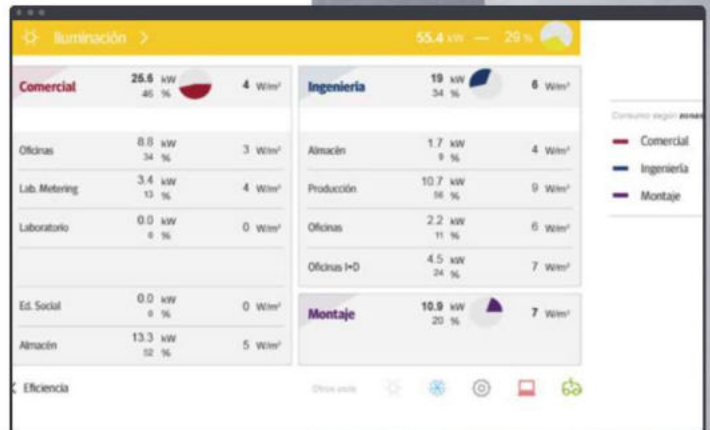 Iluminación >
55.4 kW — 29 %
Comercial
26.6 kW
46 %
4 W/m²
Oficinas
8.8 kW
34 %
3 W/m²
Lab. Metering
3.4 kW
13 %
4 W/m²
Laboratorio
0.0 kW
0 %
0 W/m²
Ed. Social
0.0 kW
0 %
0 W/m²
Almacén
13.3 kW
52 %
5 W/m²
Ingeniería
19 kW
34 %
6 W/m²
Almacén
1.7 kW
9 %
4 W/m²
Producción
10.7 kW
56 %
9 W/m²
Oficinas
2.2 kW
11 %
6 W/m²
Oficinas I+D
4.5 kW
24 %
7 W/m²
Montaje
10.9 kW
20 %
7 W/m²
Consumo según zonas
Comercial
Ingeniería
Montaje
< Eficiencia
Otros usos